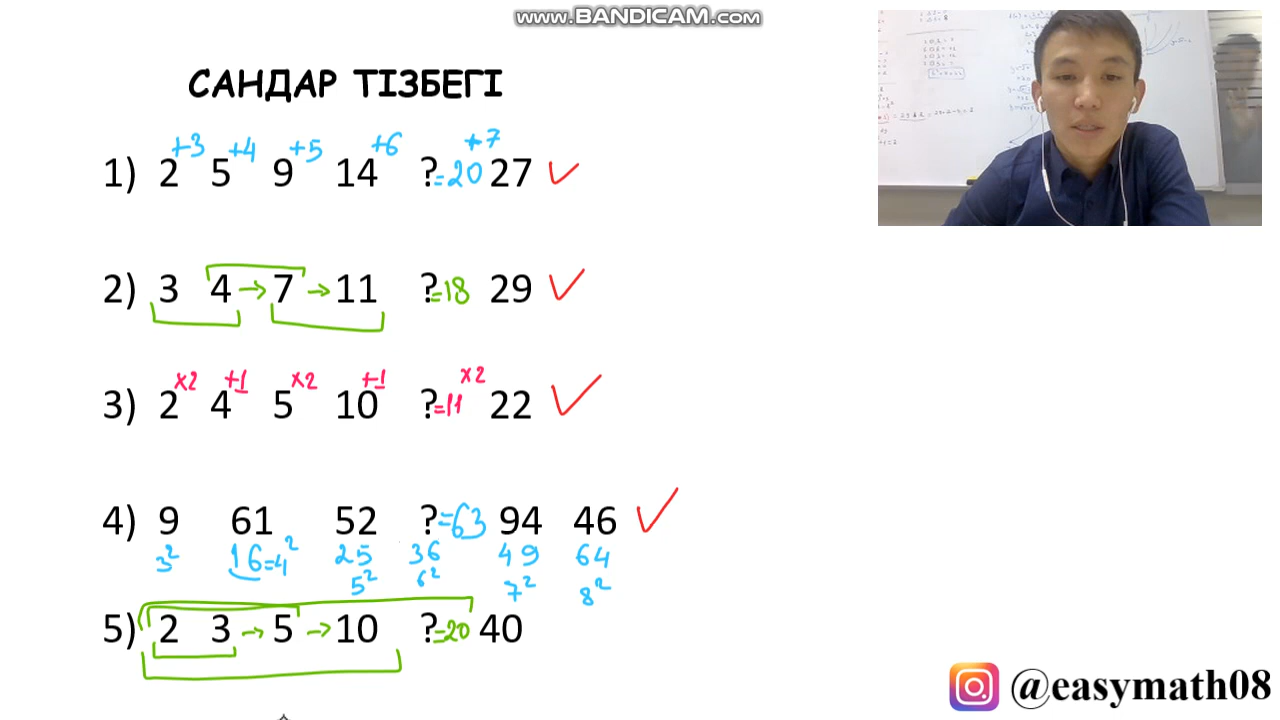 www.BANDICAM.com
САНДАР ТІЗБЕГІ
+3 +4 +5 +6 +7
1) 2 5 9 14 ?=20 27
2) 3 4 7 11 ?=18 29
×2 +1 ×2 +1 ×2
3) 2 4 5 10 ?=11 22
4) 9 61 52 ?=63 94 46
3² 16=4² 25 36 49 64
5² 6² 7² 8²
5) 2 3 5 10 ?=20 40
@easymath08